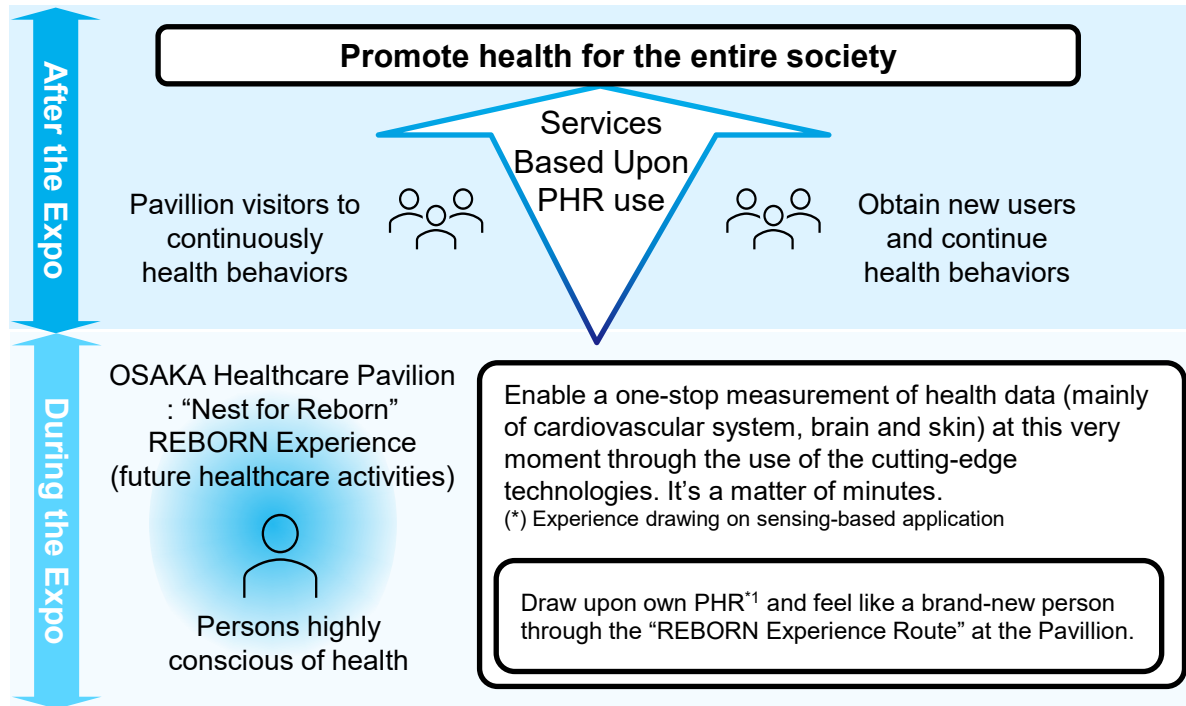 After the Expo
Promote health for the entire society
Services
Based Upon
PHR use
Pavillion visitors to
continuously
health behaviors
Obtain new users
and continue
health behaviors
During the Expo
OSAKA Healthcare Pavilion
: “Nest for Reborn”
REBORN Experience
(future healthcare activities)
Persons highly
conscious of health
Enable a one-stop measurement of health data (mainly
of cardiovascular system, brain and skin) at this very
moment through the use of the cutting-edge
technologies. It’s a matter of minutes.
(*) Experience drawing on sensing-based application
Draw upon own PHR*1 and feel like a brand-new person
through the “REBORN Experience Route” at the Pavillion.